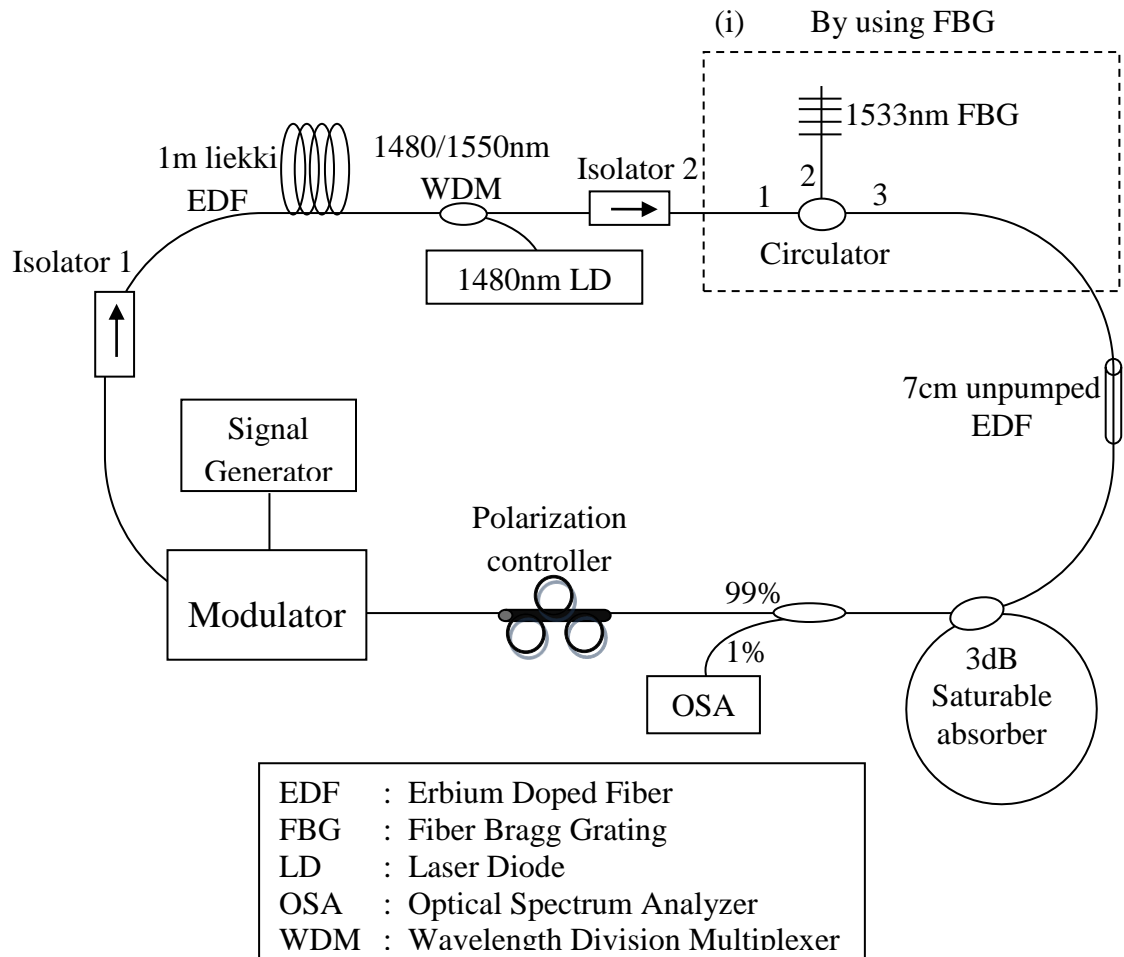 (i) By using FBG
1533nm FBG
1m liekki
EDF
1480/1550nm
WDM
Isolator 2
1
2
3
Circulator
Isolator 1
1480nm LD
7cm unpumped
EDF
Signal
Generator
Polarization
controller
Modulator
99%
1%
OSA
3dB
Saturable
absorber
EDF : Erbium Doped Fiber
FBG : Fiber Bragg Grating
LD : Laser Diode
OSA : Optical Spectrum Analyzer
WDM : Wavelength Division Multiplexer